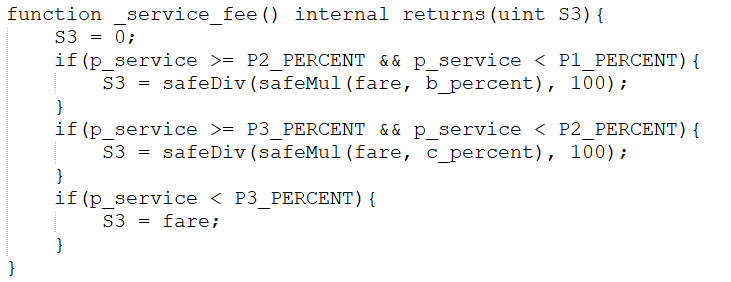 function _service_fee() internal returns(uint S3){
    S3 = 0;
    if(p_service >= P2_PERCENT && p_service < P1_PERCENT){
        S3 = safeDiv(safeMul(fare, b_percent), 100);
    }
    if(p_service >= P3_PERCENT && p_service < P2_PERCENT){
        S3 = safeDiv(safeMul(fare, c_percent), 100);
    }
    if(p_service < P3_PERCENT){
        S3 = fare;
    }
}